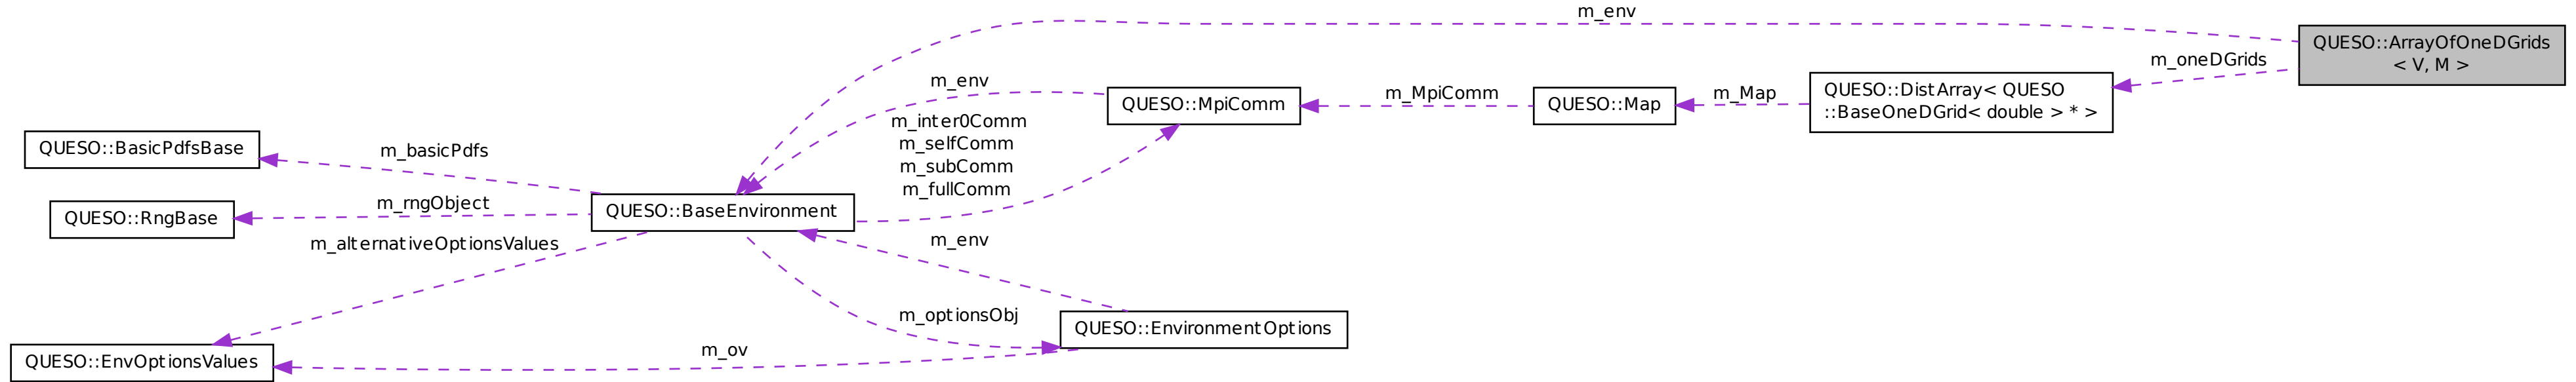 m_env
QUESO::ArrayOfOneDGrids
< V, M >
m_oneDGrids
m_env
QUESO::MpiComm
m_MpiComm
QUESO::Map
m_Map
QUESO::DistArray< QUESO
::BaseOneDGrid< double > * >
m_inter0Comm
m_selfComm
m_subComm
m_fullComm
QUESO::BasicPdfsBase
m_basicPdfs
QUESO::RngBase
m_rngObject
QUESO::BaseEnvironment
m_alternativeOptionsValues
m_env
m_optionsObj
QUESO::EnvironmentOptions
m_ov
QUESO::EnvOptionsValues